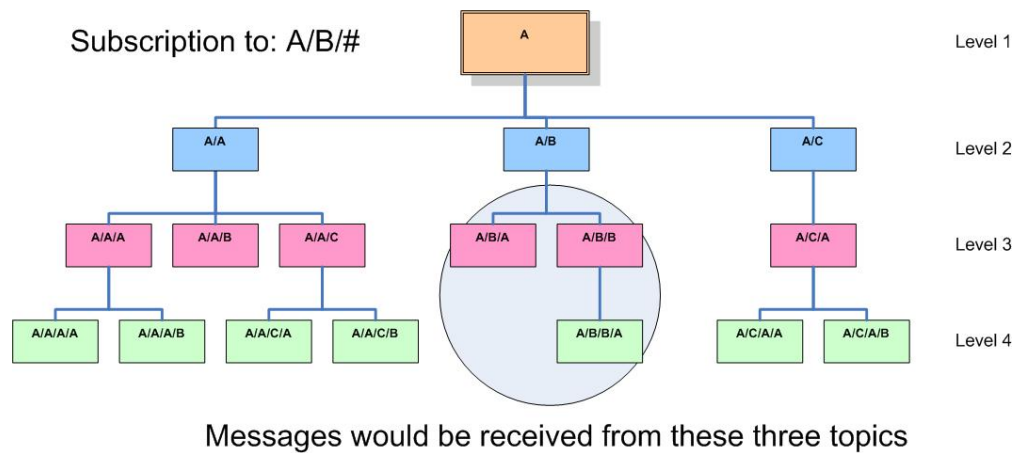 Subscription to: A/B/#
A
Level 1
A/A
A/B
A/C
Level 2
A/A/A
A/A/B
A/A/C
A/B/A
A/B/B
A/C/A
Level 3
A/A/A/A
A/A/A/B
A/A/C/A
A/A/C/B
A/B/B/A
A/C/A/A
A/C/A/B
Level 4
Messages would be received from these three topics